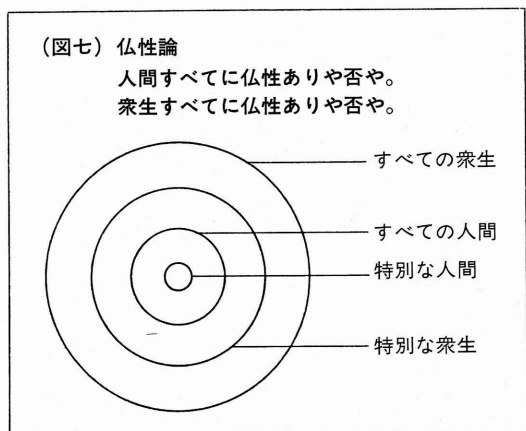 （図七）仏性論
人間すべてに仏性ありや否や。
衆生すべてに仏性ありや否や。
すべての衆生
すべての人間
特別な人間
特別な衆生